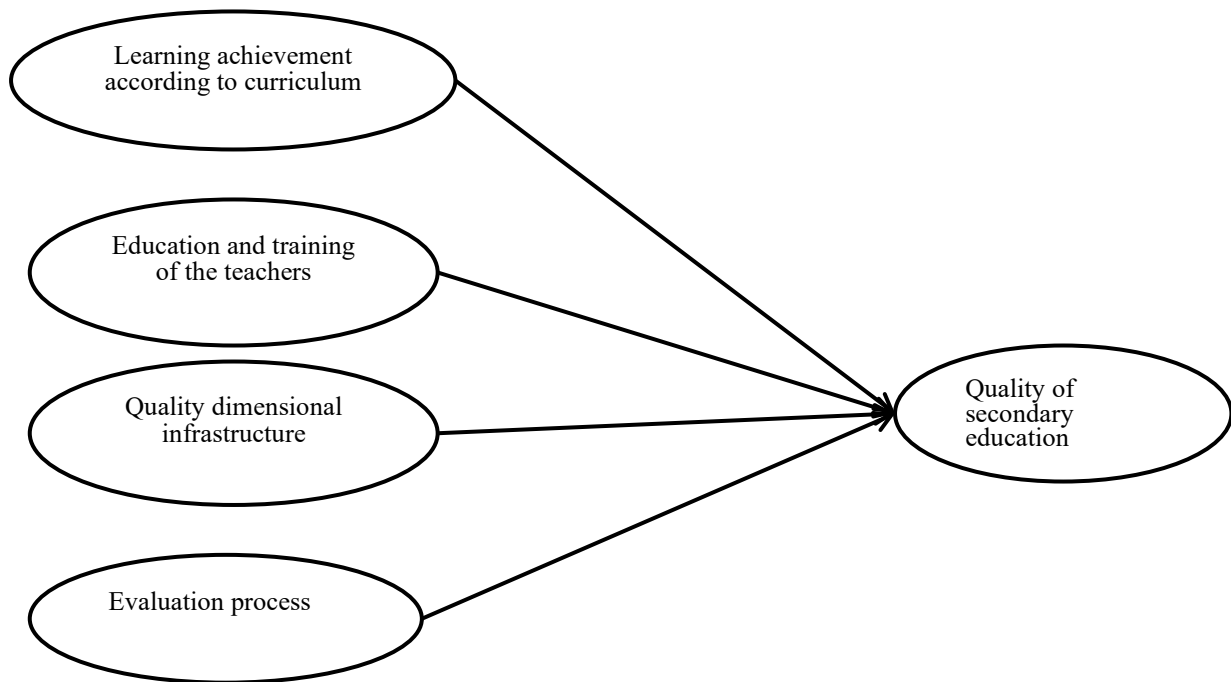 Learning achievement
according to curriculum
Education and training
of the teachers
Quality dimensional
infrastructure
Evaluation process
Quality of
secondary
education